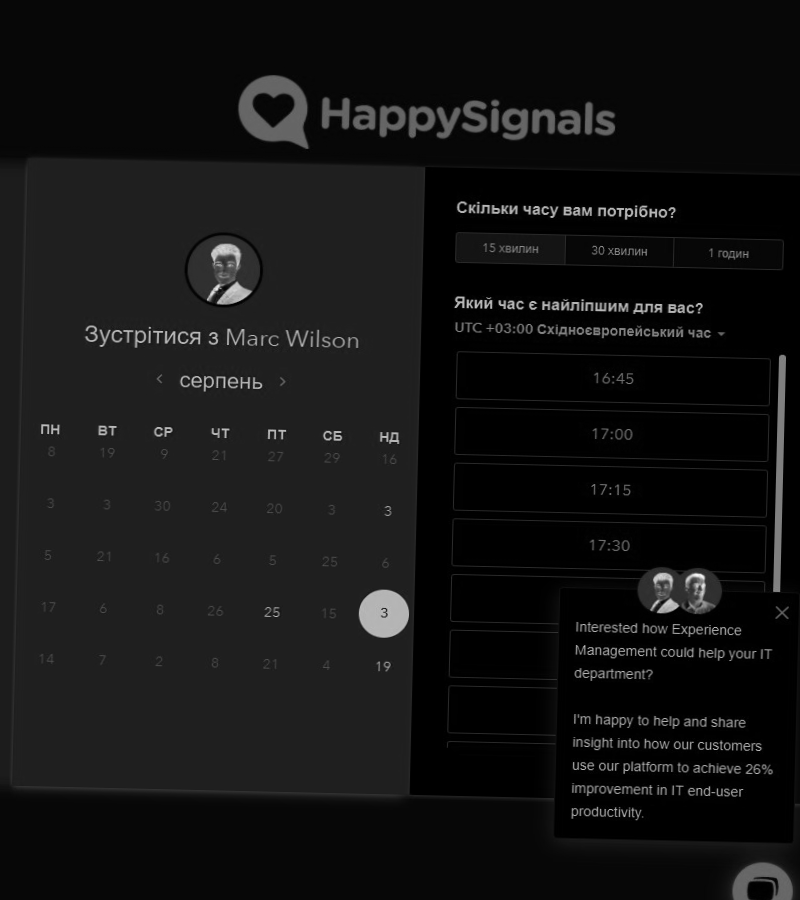 HappySignals
Зустрітися з Marc Wilson
серпень
ПН ВТ СР ЧТ ПТ СБ НД
8 19 9 21 27 29 16
3 3 30 24 20 3 3
5 21 16 6 5 25 6
17 6 8 26 25 15 3
14 7 2 8 21 4 19
Скільки часу вам потрібно?
15 хвилин 30 хвилин 1 годин
Який час є найліпшим для вас?
UTC +03:00 Східноєвропейський час
16:45
17:00
17:15
17:30
Interested how Experience
Management could help your IT
department?
I'm happy to help and share
insight into how our customers
use our platform to achieve 26%
improvement in IT end-user
productivity.